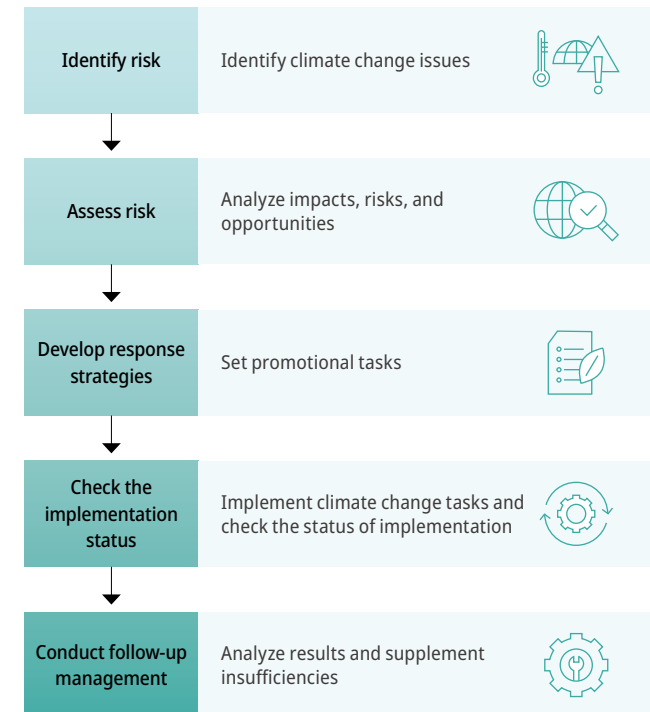 Identify risk
Identify climate change issues
Assess risk
Analyze impacts, risks, and
opportunities
Develop response
strategies
Set promotional tasks
Check the
implementation
status
Implement climate change tasks and
check the status of implementation
Conduct follow-up
management
Analyze results and supplement
insufficiencies